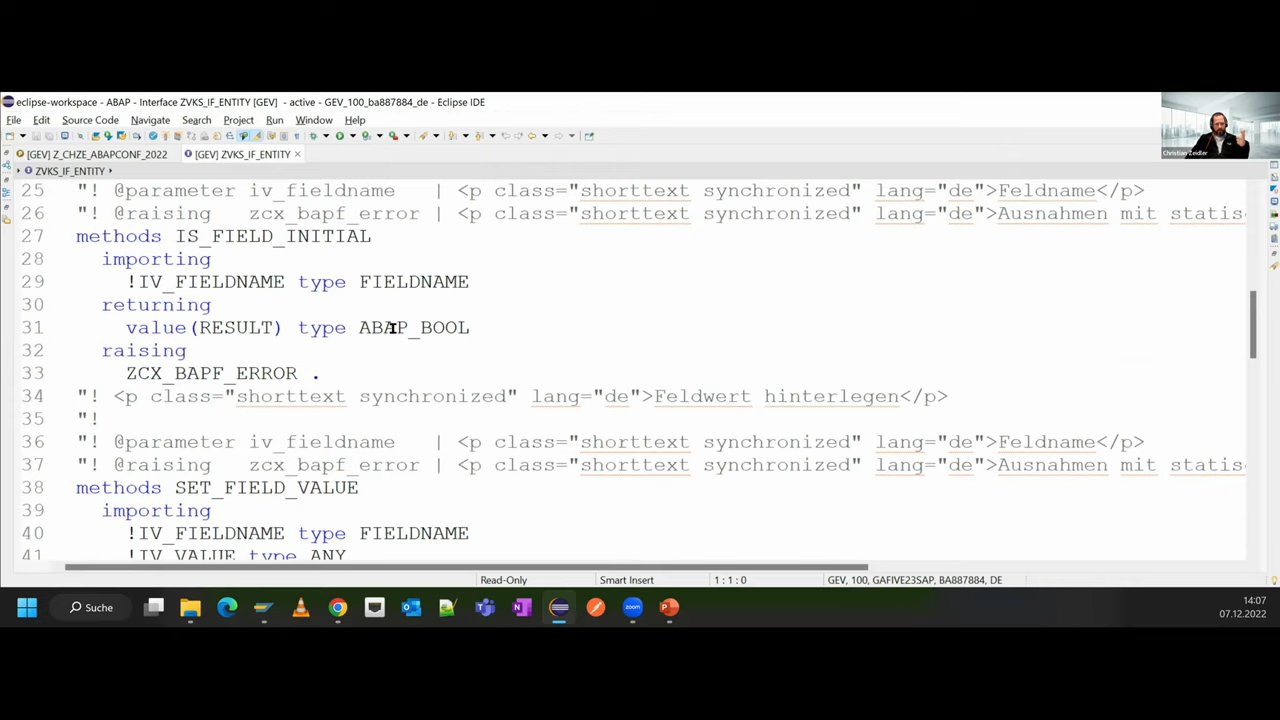 eclipse-workspace - ABAP - Interface ZVKS_IF_ENTITY [GEV] - active - GEV_100_ba887884_de - Eclipse IDE
File Edit Source Code Navigate Search Project Run Window Help
[GEV] Z_CHZE_ABAPCONF_2022 [GEV] ZVKS_IF_ENTITY
Christian Zeidler
ZVKS_IF_ENTITY
25 "! @parameter iv_fieldname | <p class="shorttext synchronized" lang="de">Feldname</p>
26 "! @raising zcx_bapf_error | <p class="shorttext synchronized" lang="de">Ausnahmen mit statis
27 methods IS_FIELD_INITIAL
28 importing
29 !IV_FIELDNAME type FIELDNAME
30 returning
31 value(RESULT) type ABAP_BOOL
32 raising
33 ZCX_BAPF_ERROR .
34 "! <p class="shorttext synchronized" lang="de">Feldwert hinterlegen</p>
35 "!
36 "! @parameter iv_fieldname | <p class="shorttext synchronized" lang="de">Feldname</p>
37 "! @raising zcx_bapf_error | <p class="shorttext synchronized" lang="de">Ausnahmen mit statis
38 methods SET_FIELD_VALUE
39 importing
40 !IV_FIELDNAME type FIELDNAME
41 !IV_VALUE type ANY
Read-Only Smart Insert 1 : 1 : 0 GEV, 100, GAFIVE23SAP, BA887884, DE
Suche
14:07
07.12.2022